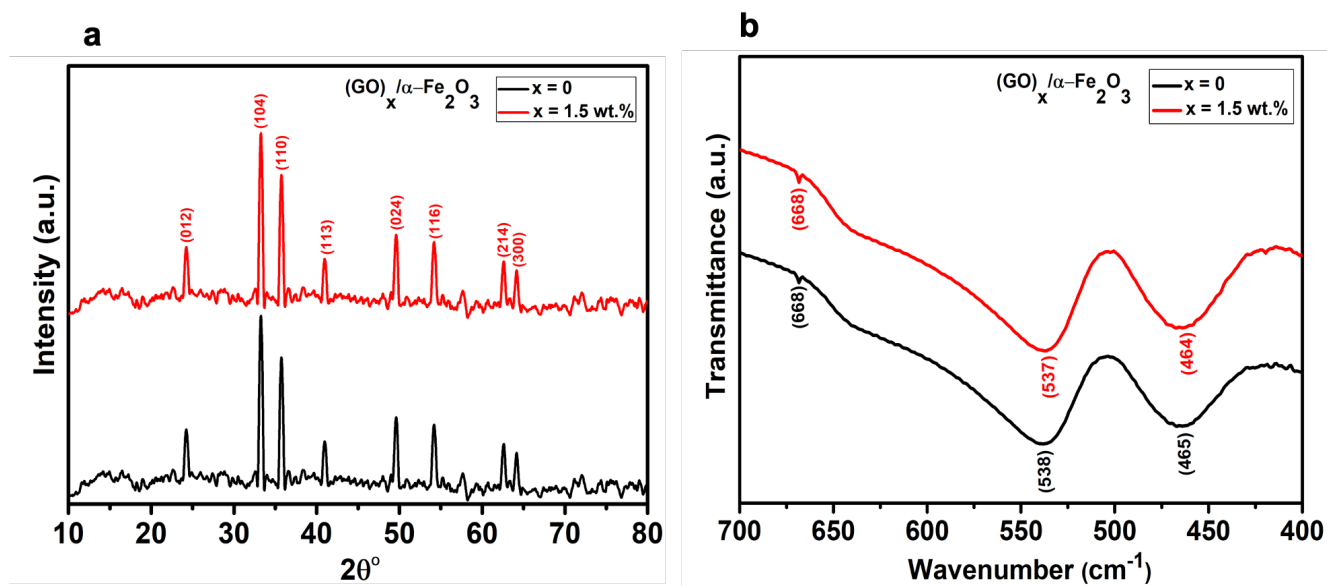 a
(GO)x/α−Fe2O3
x = 0
x = 1.5 wt.%
(012)
(104)
(110)
(113)
(024)
(116)
(214)
(300)
Intensity (a.u.)
10 20 30 40 50 60 70 80
2θº
b
(GO)x/α−Fe2O3
x = 0
x = 1.5 wt.%
(668)
(537)
(464)
(668)
(538)
(465)
Transmittance (a.u.)
700 650 600 550 500 450 400
Wavenumber (cm-1)